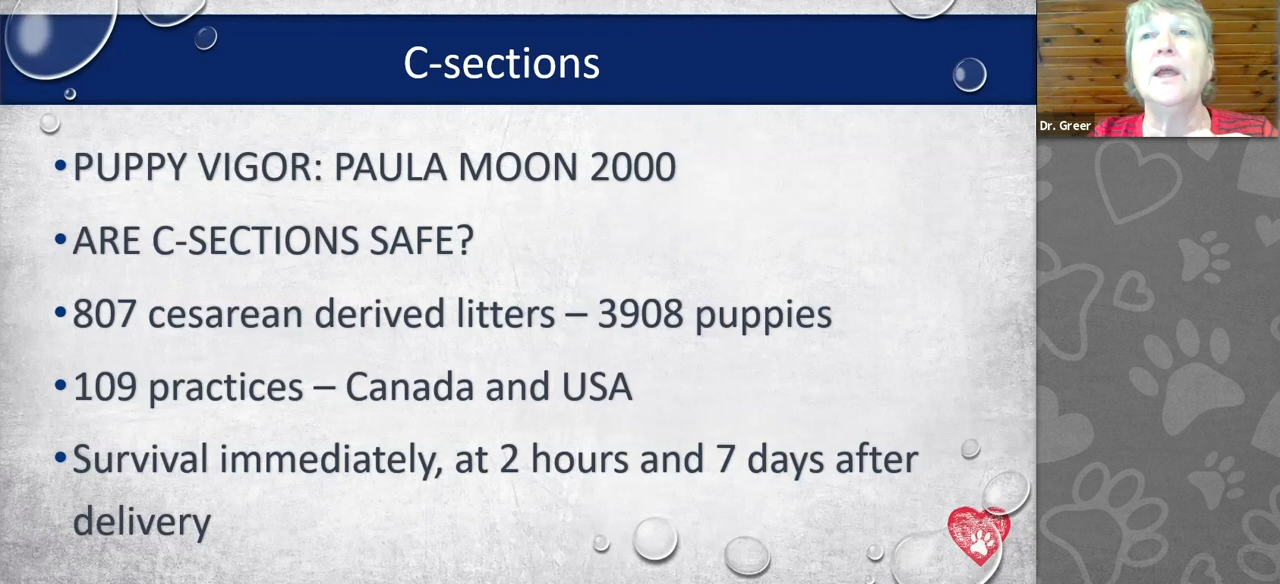 C-sections
•PUPPY VIGOR: PAULA MOON 2000
•ARE C-SECTIONS SAFE?
•807 cesarean derived litters – 3908 puppies
•109 practices – Canada and USA
•Survival immediately, at 2 hours and 7 days after
delivery
Dr. Greer